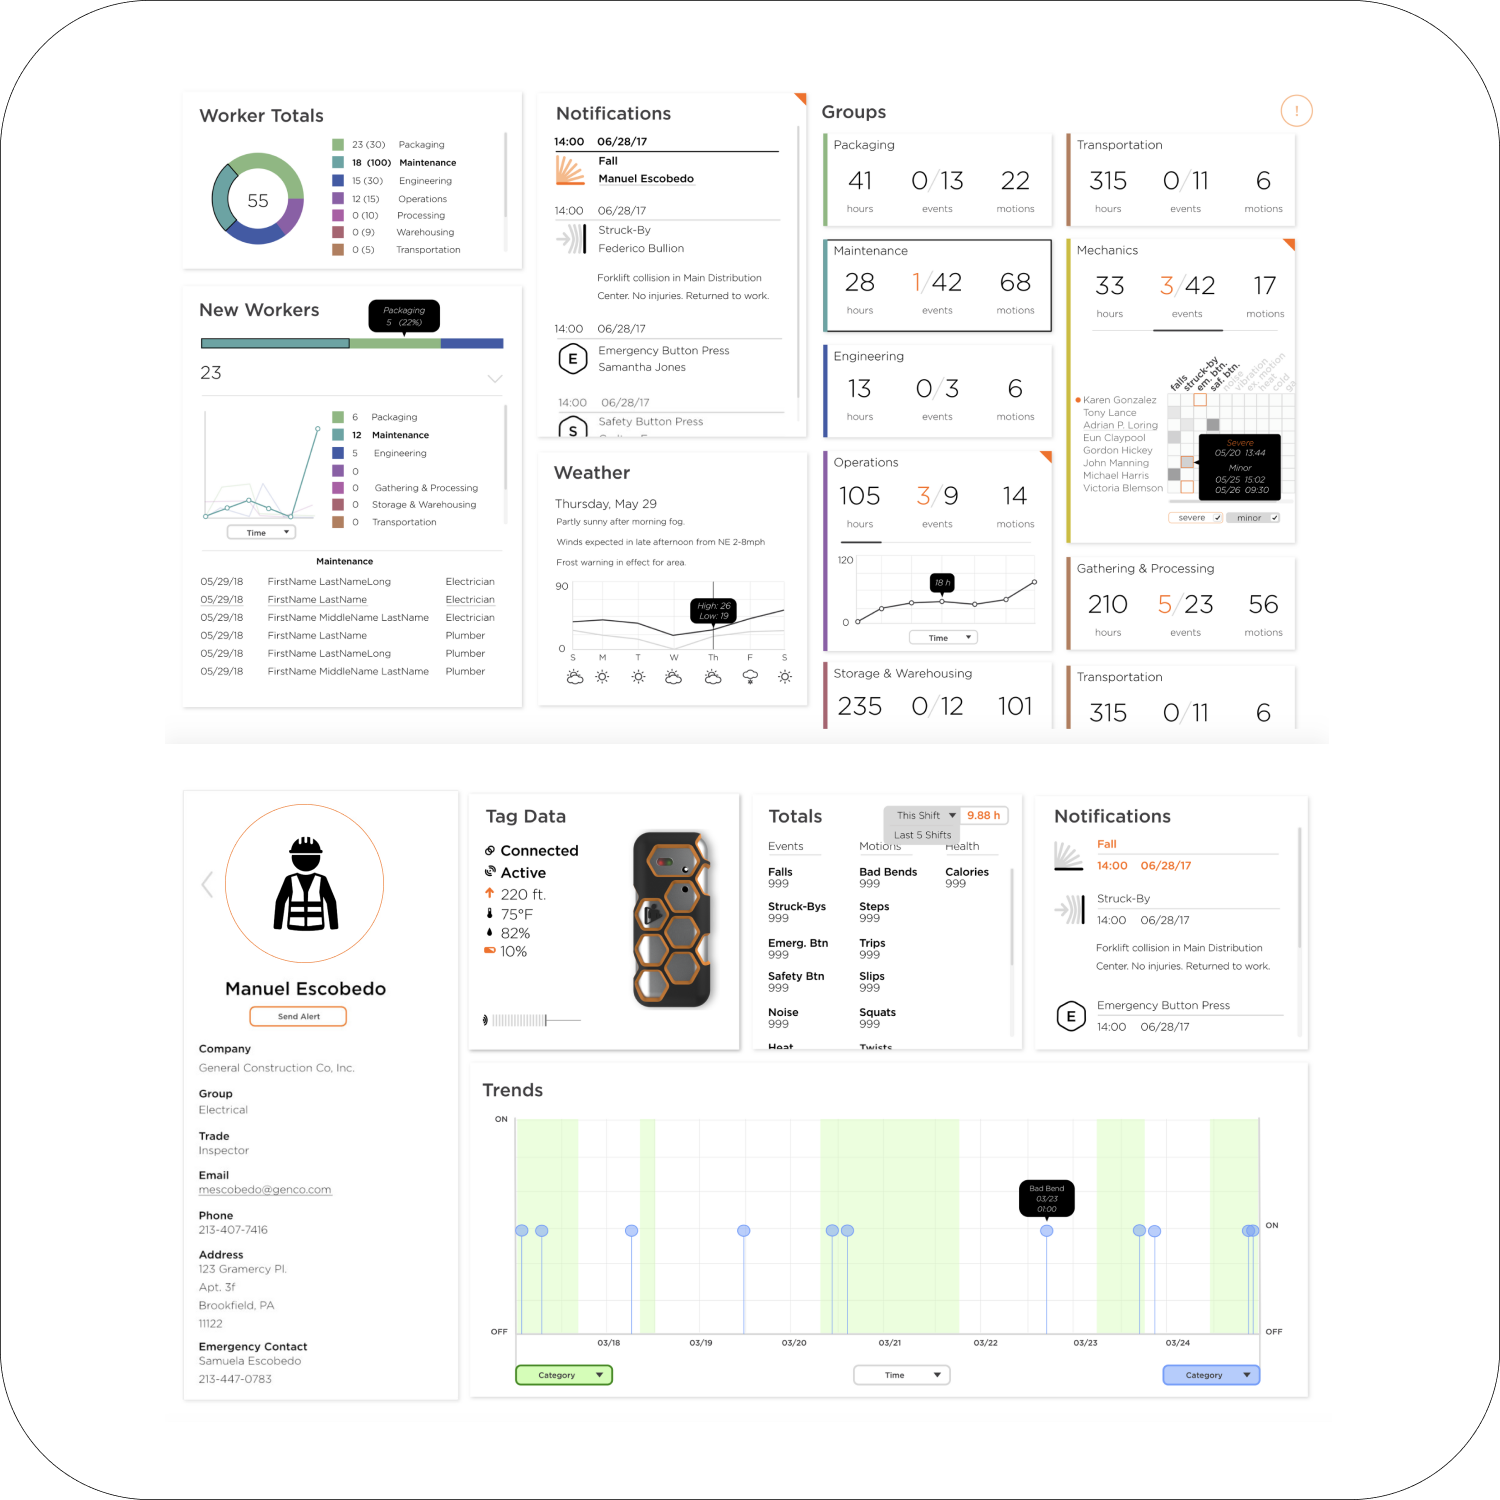 Worker Totals
55
23 (30) Packaging
18 (100) Maintenance
15 (30) Engineering
12 (15) Operations
0 (10) Processing
0 (9) Warehousing
0 (5) Transportation
New Workers
Packaging
5 (22%)
23
6 Packaging
12 Maintenance
5 Engineering
0
0 Gathering & Processing
0 Storage & Warehousing
0 Transportation
Time
Maintenance
05/29/18 FirstName LastNameLong Electrician
05/29/18 FirstName LastName Electrician
05/29/18 FirstName MiddleName LastName Electrician
05/29/18 FirstName LastName Plumber
05/29/18 FirstName LastNameLong Plumber
05/29/18 FirstName MiddleName LastName Plumber
Notifications
14:00 06/28/17
Fall
Manuel Escobedo
14:00 06/28/17
Struck-By
Federico Bullion
Forklift collision in Main Distribution
Center. No injuries. Returned to work.
14:00 06/28/17
E
Emergency Button Press
Samantha Jones
14:00 06/28/17
S
Safety Button Press
Weather
Thursday, May 29
Partly sunny after morning fog.
Winds expected in late afternoon from NE 2-8mph
Frost warning in effect for area.
90
High: 26
Low: 19
0
S M T W Th F S
Groups
!
Packaging
41 0/13 22
hours events motions
Maintenance
28 1/42 68
hours events motions
Engineering
13 0/3 6
hours events motions
Operations
105 3/9 14
hours events motions
120
18 h
0
Time
Storage & Warehousing
235 0/12 101
Transportation
315 0/11 6
hours events motions
Mechanics
33 3/42 17
hours events motions
falls
struck-by
em. btn.
saf. btn.
noise
vibration
ex. motion
heat
cold
Karen Gonzalez
Tony Lance
Adrian P. Loring
Eun Claypool
Gordon Hickey
John Manning
Michael Harris
Victoria Blemson
Severe
05/20 13:44
Minor
05/25 15:02
05/26 09:30
severe
minor
Gathering & Processing
210 5/23 56
hours events motions
Transportation
315 0/11 6
Manuel Escobedo
Send Alert
Company
General Construction Co, Inc.
Group
Electrical
Trade
Inspector
Email
mescobedo@genco.com
Phone
213-407-7416
Address
123 Gramercy Pl.
Apt. 3f
Brookfield, PA
11122
Emergency Contact
Samuela Escobedo
213-447-0783
Tag Data
Connected
Active
220 ft.
75°F
82%
10%
Totals
This Shift 9.88 h
Last 5 Shifts
Events Motions Health
Falls Bad Bends Calories
999 999 999
Struck-Bys Steps
999 999
Emerg. Btn Trips
999 999
Safety Btn Slips
999 999
Noise Squats
999 999
Heat Twists
Notifications
Fall
14:00 06/28/17
Struck-By
14:00 06/28/17
Forklift collision in Main Distribution
Center. No injuries. Returned to work.
E
Emergency Button Press
14:00 06/28/17
Trends
ON
Bad Bend
03/23
01:00
ON
OFF
OFF
03/18 03/19 03/20 03/21 03/22 03/23 03/24
Category
Time
Category